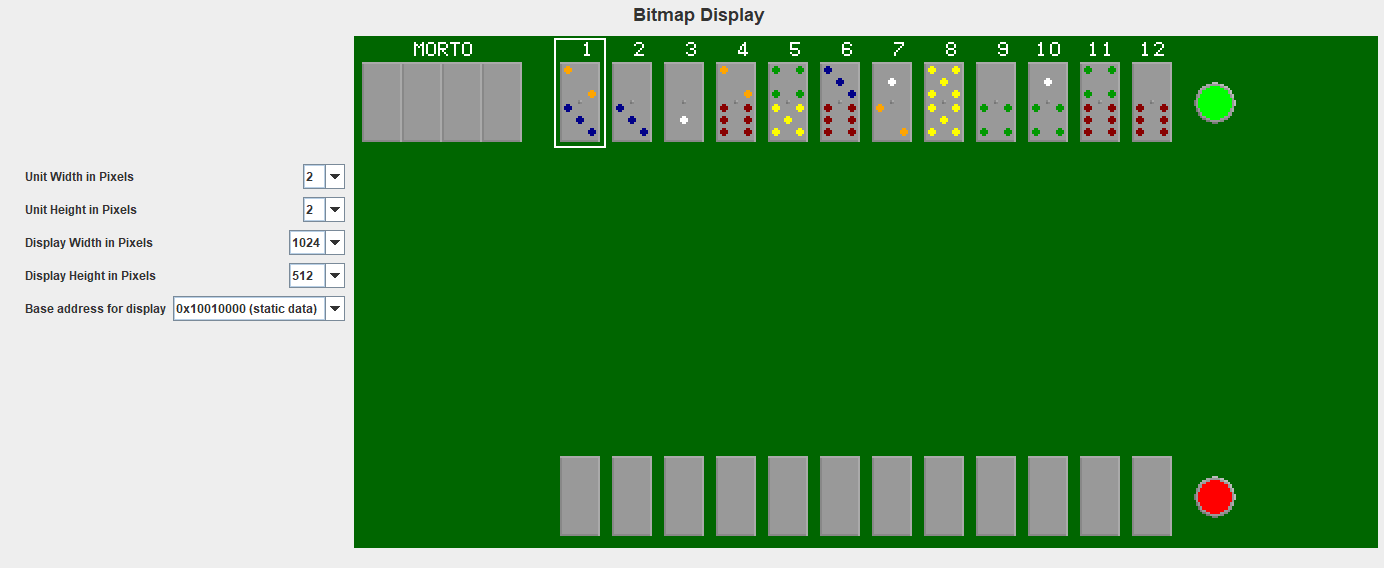 Bitmap Display
MORTO 1 2 3 4 5 6 7 8 9 10 11 12
Unit Width in Pixels 2
Unit Height in Pixels 2
Display Width in Pixels 1024
Display Height in Pixels 512
Base address for display 0x10010000 (static data)